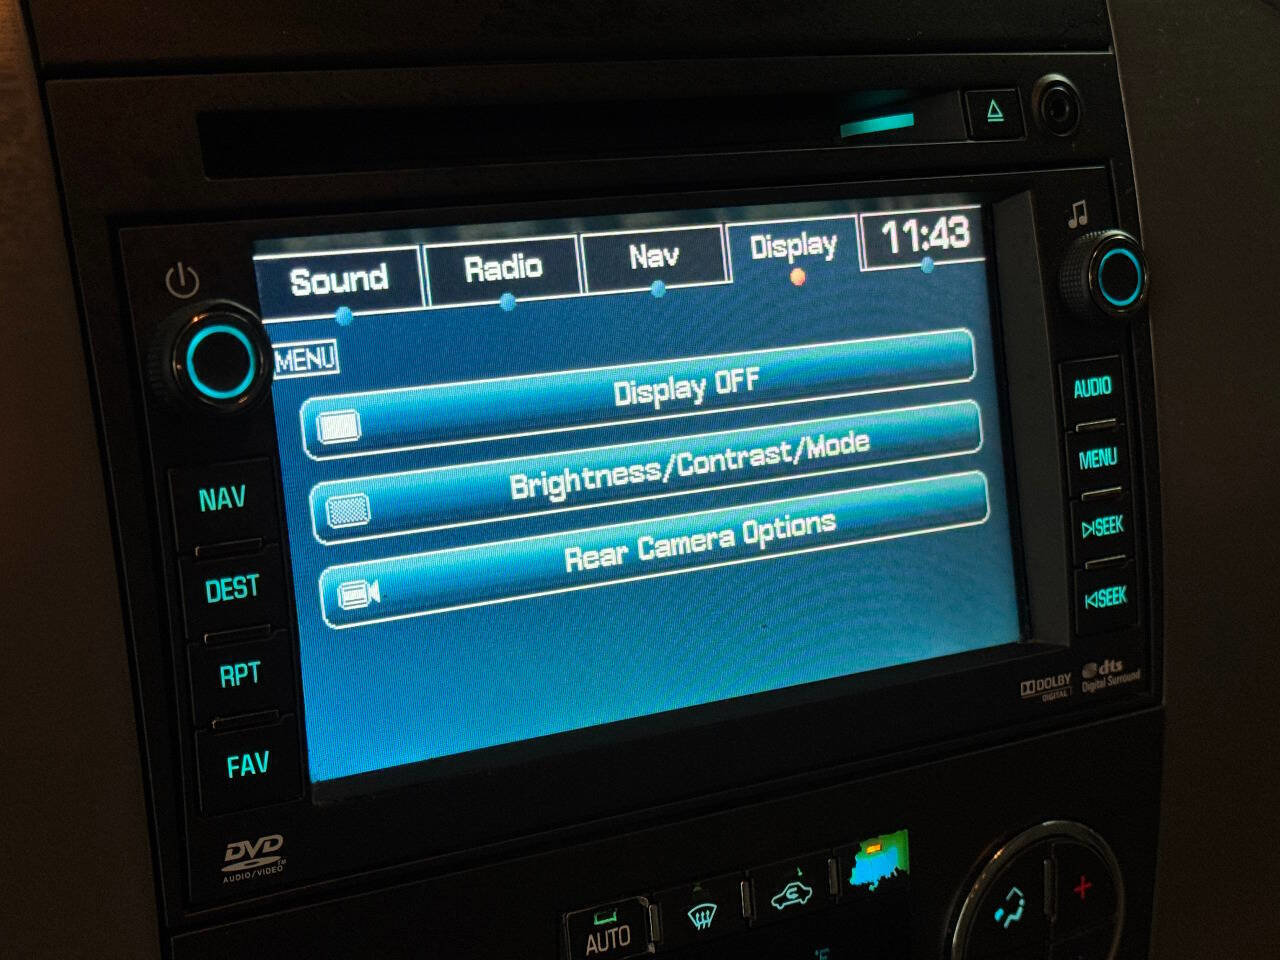 Sound
Radio
Nav
Display
11:43
MENU
Display OFF
Brightness/Contrast/Mode
Rear Camera Options
NAV
DEST
RPT
FAV
AUDIO
MENU
SEEK
SEEK
DOLBY
DIGITAL
dts
Digital Surround
DVD
AUDIO/VIDEO™
AUTO
°F